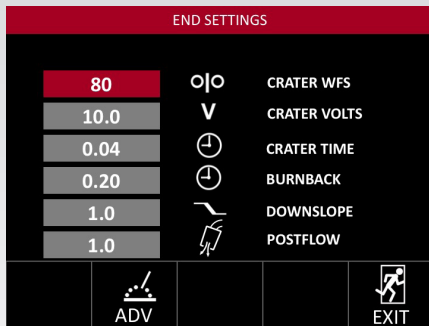 END SETTINGS
80 CRATER WFS
10.0 V CRATER VOLTS
0.04 CRATER TIME
0.20 BURNBACK
1.0 DOWNSLOPE
1.0 POSTFLOW
ADV EXIT